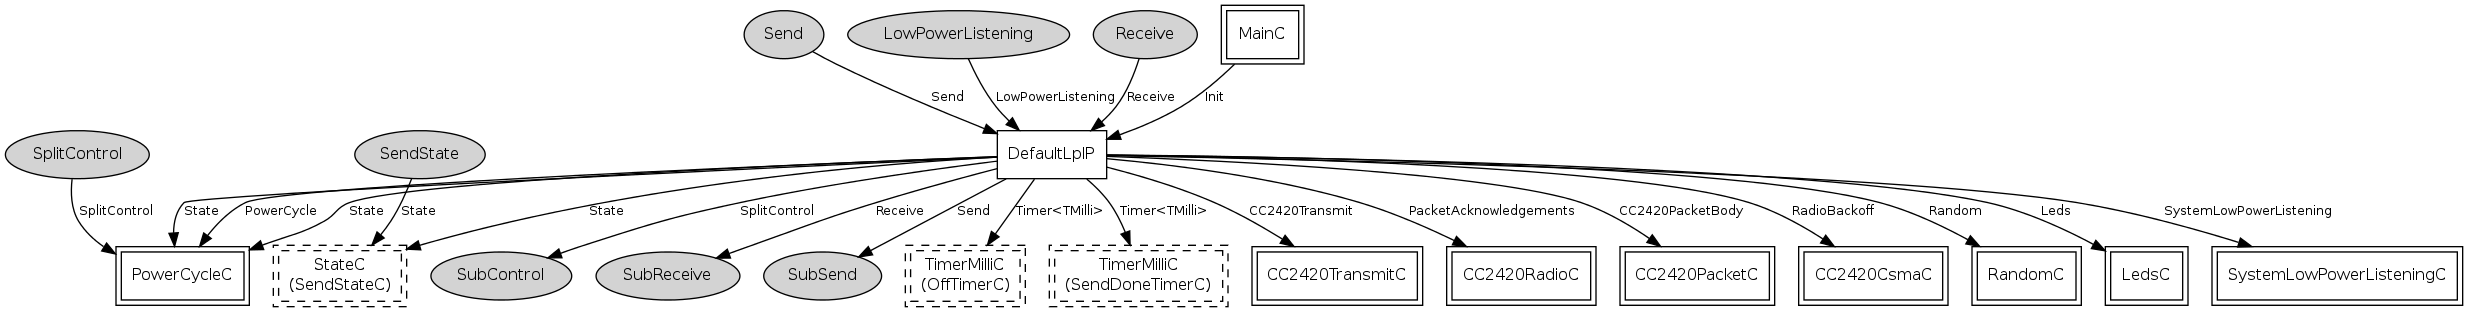 Send
LowPowerListening
Receive
MainC
Send
LowPowerListening
Receive
Init
SplitControl
SendState
DefaultLplP
SplitControl
State
PowerCycle
State
State
State
SplitControl
Receive
Send
Timer<TMilli>
Timer<TMilli>
CC2420Transmit
PacketAcknowledgements
CC2420PacketBody
RadioBackoff
Random
Leds
SystemLowPowerListening
PowerCycleC
StateC
(SendStateC)
SubControl
SubReceive
SubSend
TimerMilliC
(OffTimerC)
TimerMilliC
(SendDoneTimerC)
CC2420TransmitC
CC2420RadioC
CC2420PacketC
CC2420CsmaC
RandomC
LedsC
SystemLowPowerListeningC